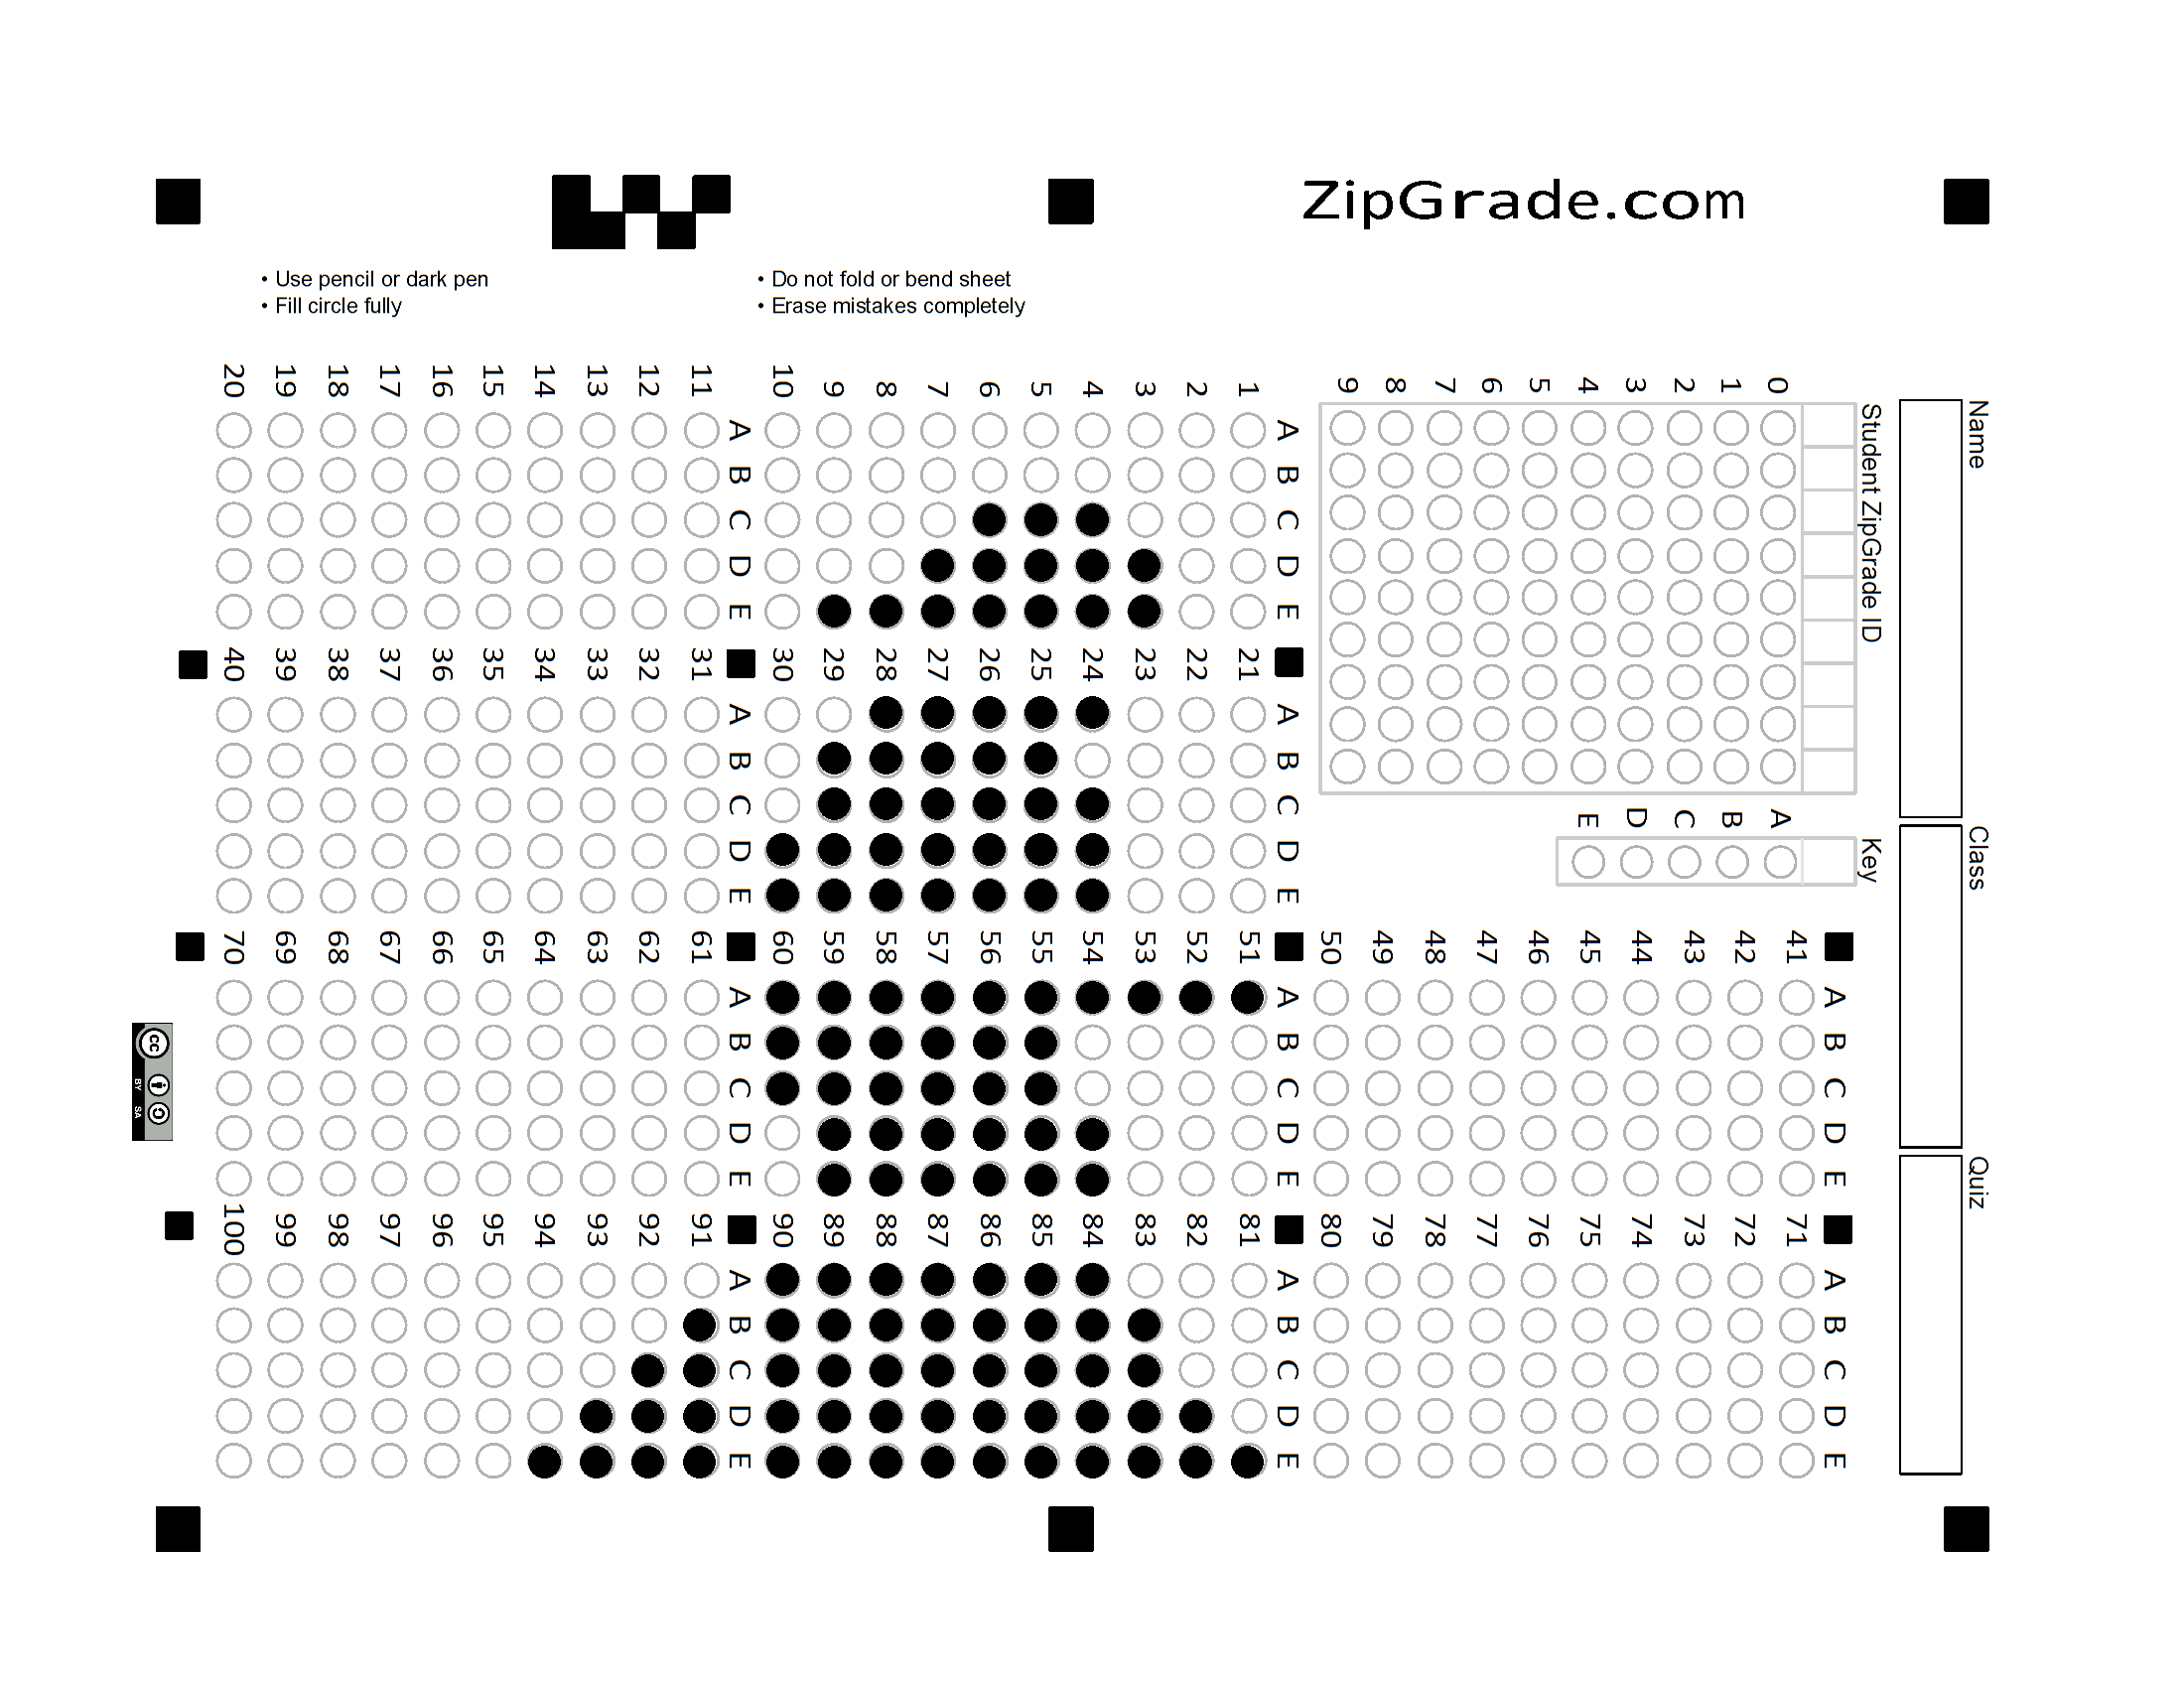 ZipGrade.com
• Use pencil or dark pen
• Fill circle fully
• Do not fold or bend sheet
• Erase mistakes completely
Name
Class
Quiz
Student ZipGrade ID
0 1 2 3 4 5 6 7 8 9
Key
A B C D E
1 2 3 4 5 6 7 8 9 10
A B C D E
11 12 13 14 15 16 17 18 19 20
A B C D E
21 22 23 24 25 26 27 28 29 30
A B C D E
31 32 33 34 35 36 37 38 39 40
A B C D E
41 42 43 44 45 46 47 48 49 50
A B C D E
51 52 53 54 55 56 57 58 59 60
A B C D E
61 62 63 64 65 66 67 68 69 70
A B C D E
71 72 73 74 75 76 77 78 79 80
A B C D E
81 82 83 84 85 86 87 88 89 90
A B C D E
91 92 93 94 95 96 97 98 99 100
A B C D E
cc
BY SA